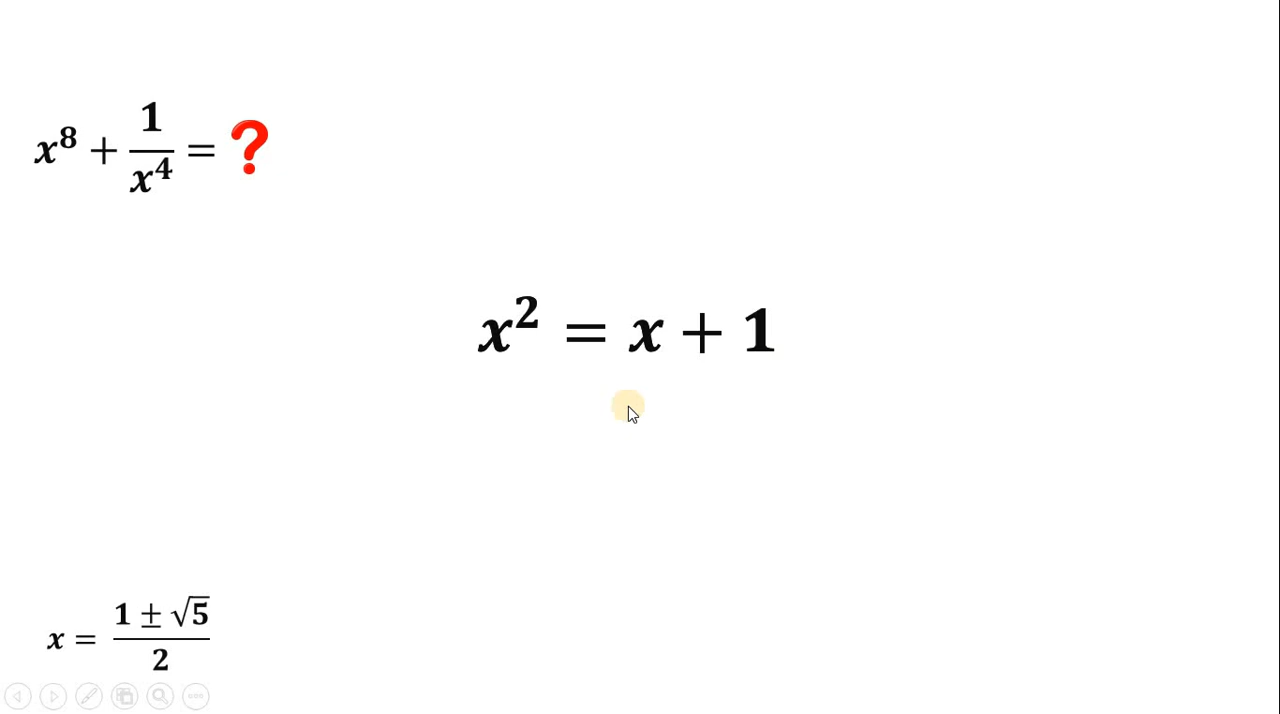 x⁸ + 1/x⁴ = ❓
x² = x + 1
x = (1 ± √5)/2